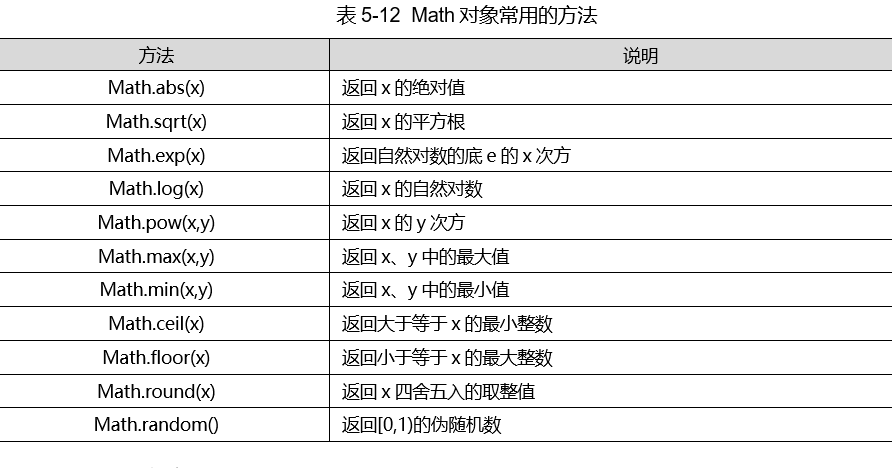 表 5-12 Math 对象常用的方法
方法 说明
Math.abs(x) 返回 x 的绝对值
Math.sqrt(x) 返回 x 的平方根
Math.exp(x) 返回自然对数的底 e 的 x 次方
Math.log(x) 返回 x 的自然对数
Math.pow(x,y) 返回 x 的 y 次方
Math.max(x,y) 返回 x、y 中的最大值
Math.min(x,y) 返回 x、y 中的最小值
Math.ceil(x) 返回大于等于 x 的最小整数
Math.floor(x) 返回小于等于 x 的最大整数
Math.round(x) 返回 x 四舍五入的取整值
Math.random() 返回[0,1)的伪随机数